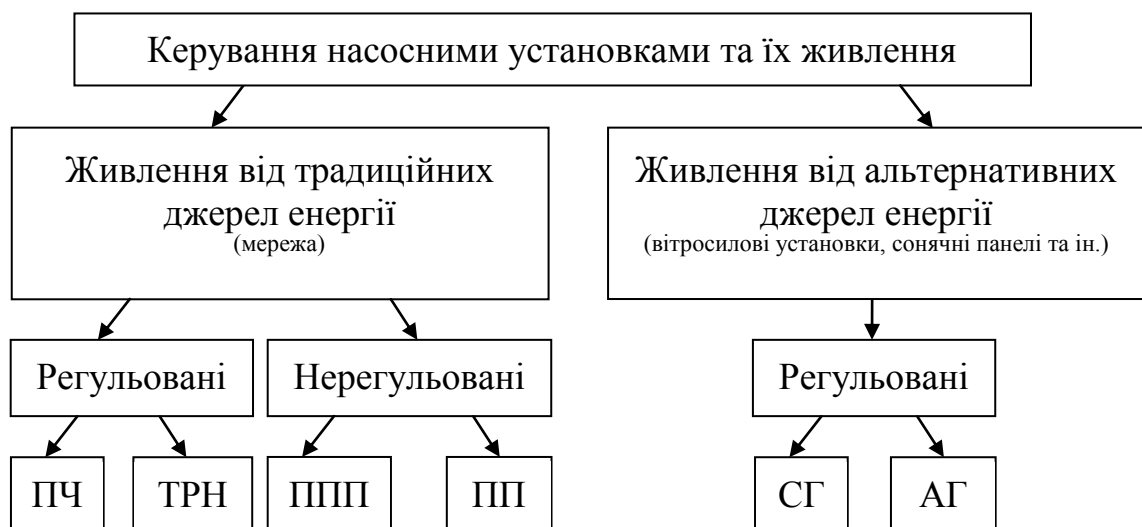 Керування насосними установками та їх живлення
Живлення від традиційних
джерел енергії
(мережа)
Живлення від альтернативних
джерел енергії
(вітросилові установки, сонячні панелі та ін.)
Регульовані
Нерегульовані
Регульовані
ПЧ
ТРН
ППП
ПП
СГ
АГ